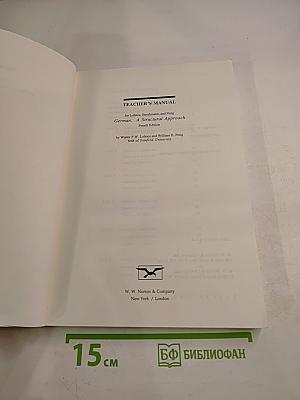 TEACHER'S MANUAL
for Lohnes, Strothmann, and Petig
German: A Structural Approach
Fourth Edition
by Walter F.W. Lohnes and William E. Petig
both of Stanford University
W. W. Norton & Company
New York / London
15 см
БФ БИБЛИОФАН